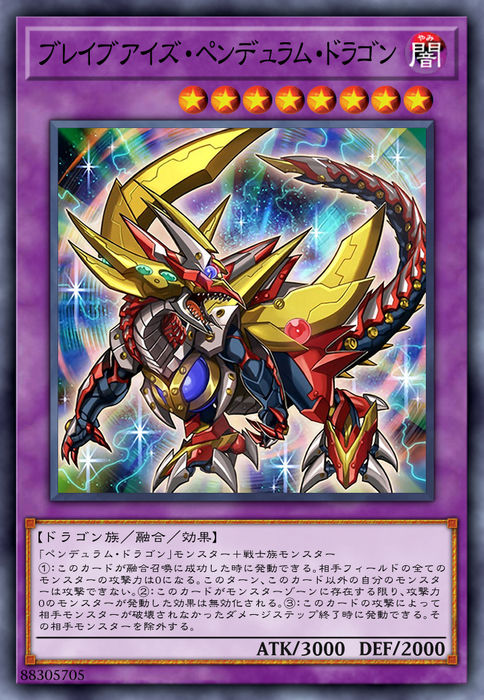 ブレイブアイズ・ペンデュラム・ドラゴン
やみ
闇
【ドラゴン族／融合／効果】
「ペンデュラム・ドラゴン」モンスター＋戦士族モンスター
①：このカードが融合召喚に成功した時に発動できる。相手フィールドの全ての
モンスターの攻撃力は0になる。このターン、このカード以外の自分のモンスタ
ーは攻撃できない。②：このカードがモンスターゾーンに存在する限り、攻撃力
0のモンスターが発動した効果は無効化される。③：このカードの攻撃によって
相手モンスターが破壊されなかったダメージステップ終了時に発動できる。そ
の相手モンスターを除外する。
ATK/3000 DEF/2000
88305705